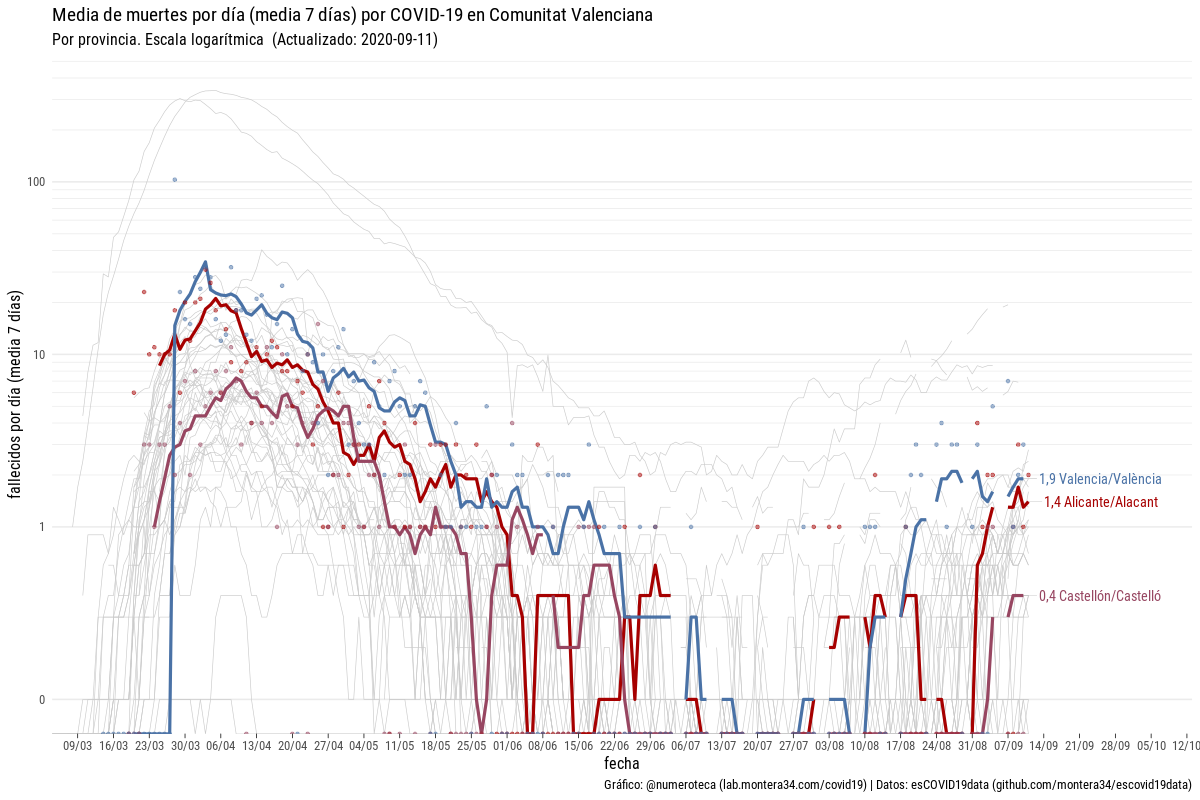 Media de muertes por día (media 7 días) por COVID-19 en Comunitat Valenciana
Por provincia. Escala logarítmica (Actualizado: 2020-09-11)
fallecidos por día (media 7 días)
100
10
1
0
1,9 Valencia/València
1,4 Alicante/Alacant
0,4 Castellón/Castelló
09/03 16/03 23/03 30/03 06/04 13/04 20/04 27/04 04/05 11/05 18/05 25/05 01/06 08/06 15/06 22/06 29/06 06/07 13/07 20/07 27/07 03/08 10/08 17/08 24/08 31/08 07/09 14/09 21/09 28/09 05/10 12/10
fecha
Gráfico: @numeroteca (lab.montera34.com/covid19) | Datos: esCOVID19data (github.com/montera34/escovid19data)